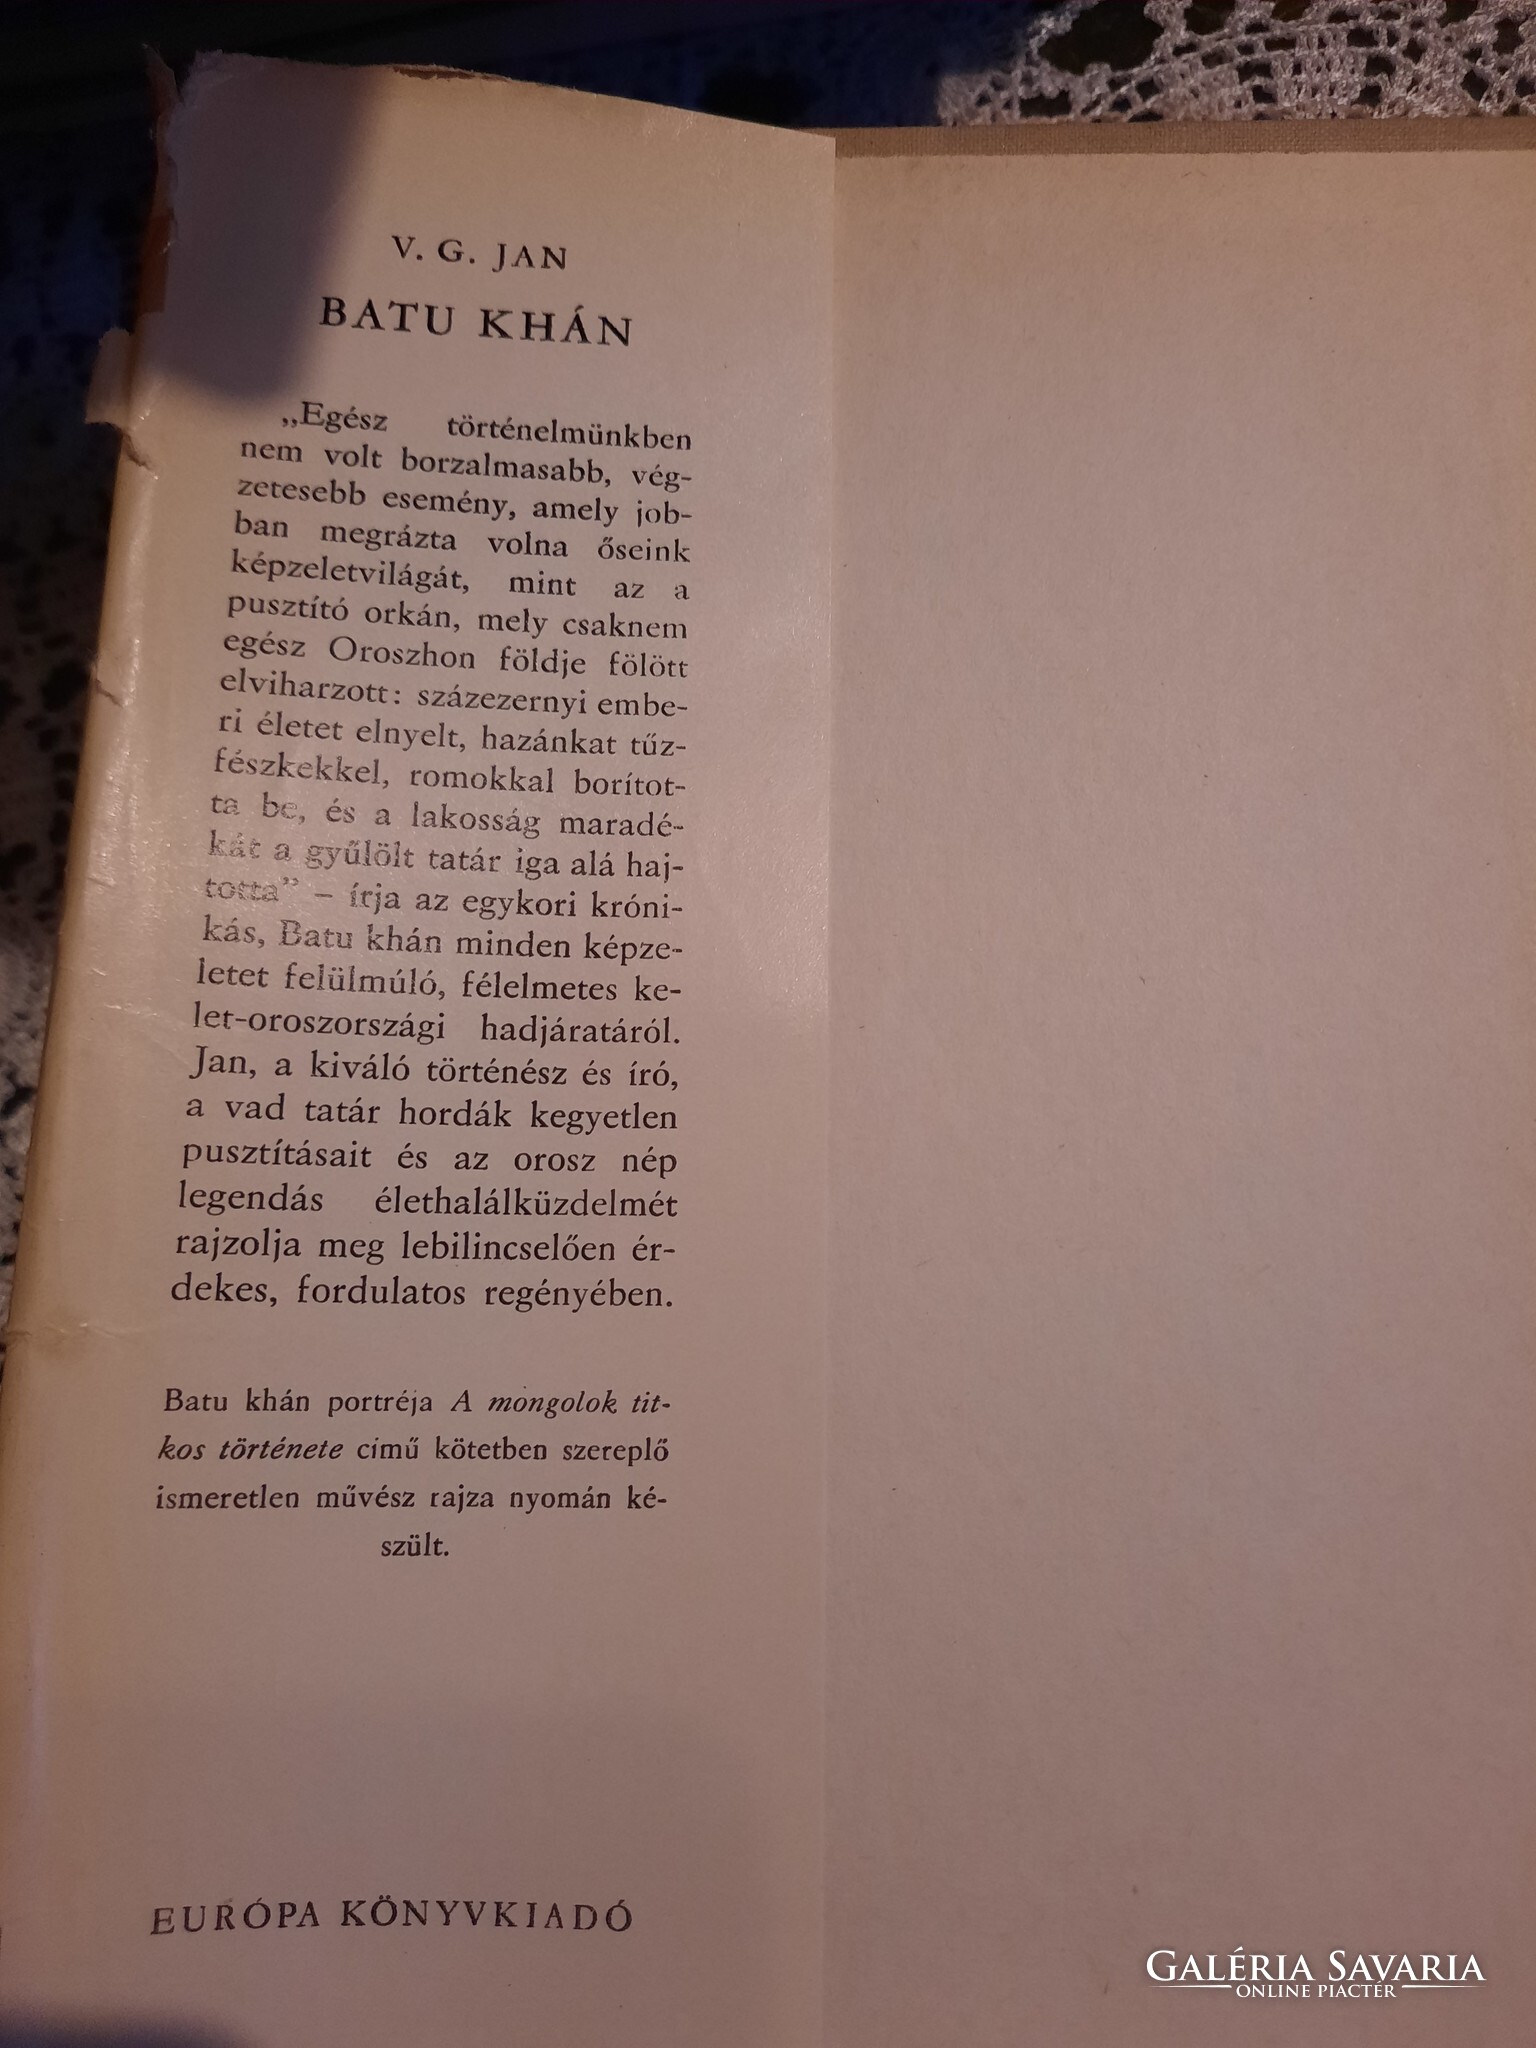 V. G. JAN
BATU KHÁN
„Egész történelmünkben
nem volt borzalmasabb, vég-
zetesebb esemény, amely job-
ban megrázta volna őseink
képzeletvilágát, mint az a
pusztító orkán, mely csaknem
egész Oroszhon földje fölött
elviharzott: százezernyi embe-
ri életet elnyelt, hazánkat tűz-
fészkekkel, romokkal borítot-
ta be, és a lakosság maradé-
kát a gyűlölt tatár iga alá haj-
totta” – írja az egykori króni-
kás, Batu khán minden képze-
letet felülmúló, félelmetes ke-
let-oroszországi hadjáratáról.
Jan, a kiváló történész és író,
a vad tatár hordák kegyetlen
pusztításait és az orosz nép
legendás élethalálküzdelmét
rajzolja meg lebilincselően ér-
dekes, fordulatos regényében.
Batu khán portréja A mongolok tit-
kos története című kötetben szereplő
ismeretlen művész rajza nyomán ké-
szült.
EURÓPA KÖNYVKIADÓ
GALÉRIA SAVARIA
ONLINE PIACTÉR